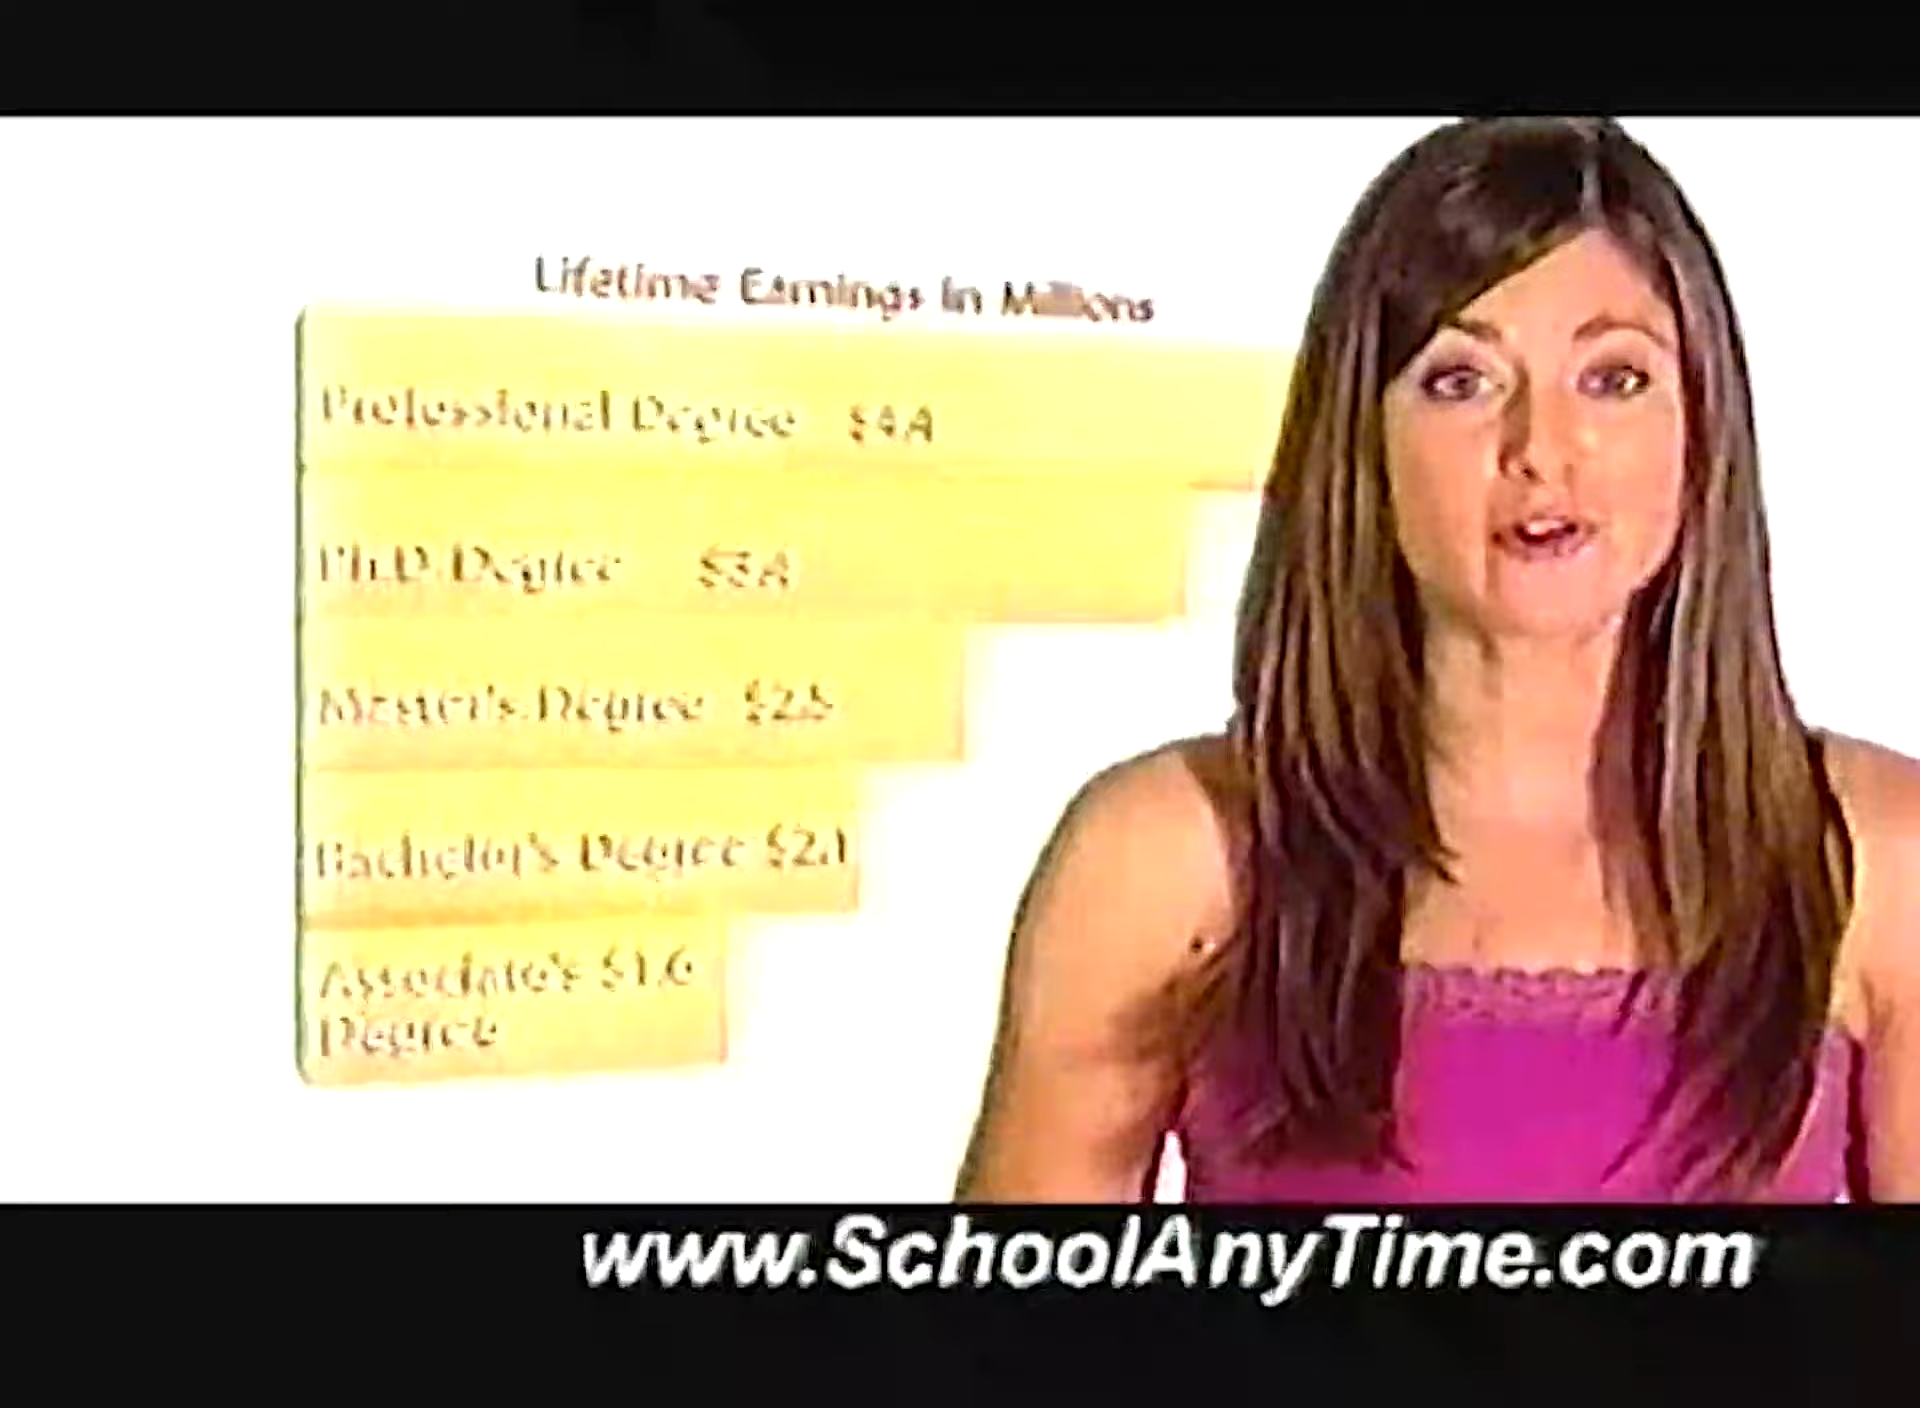 Lifetime Earnings in Millions
Professional Degree $4.4
Ph.D. Degree $3.4
Master's Degree $2.5
Bachelor's Degree $2.1
Associate's $1.6
Degree
www.SchoolAnyTime.com